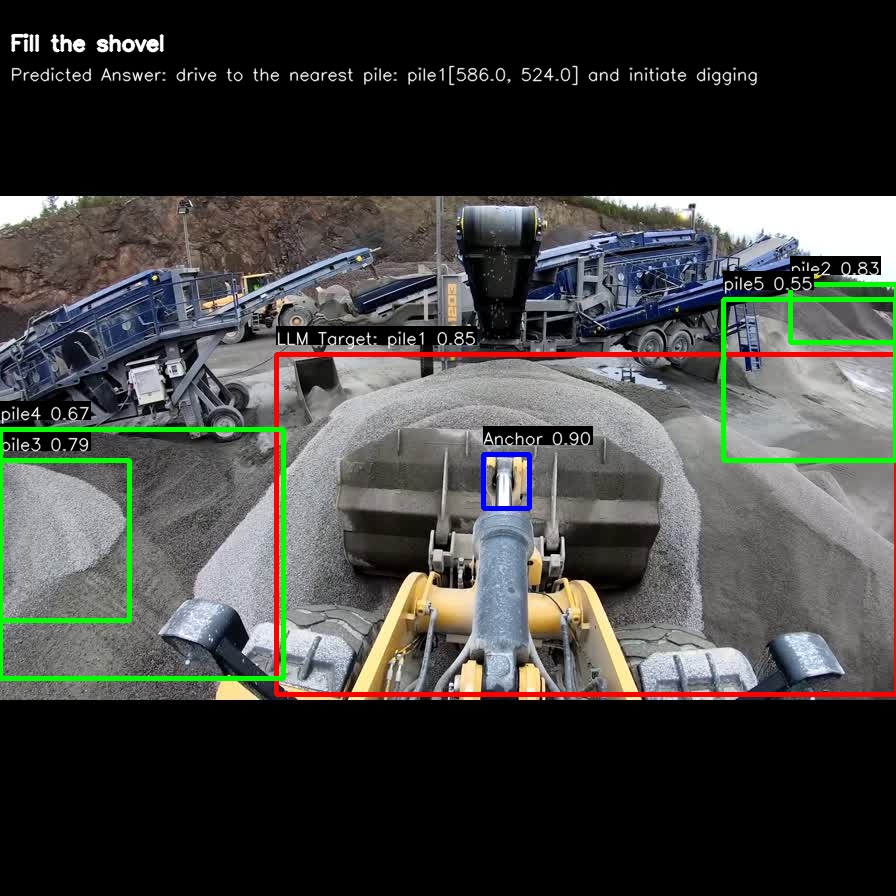 Fill the shovel
Predicted Answer: drive to the nearest pile: pile1[586.0, 524.0] and initiate digging
pile2 0.83
pile5 0.55
LLM Target: pile1 0.85
pile4 0.67
Anchor 0.90
pile3 0.79